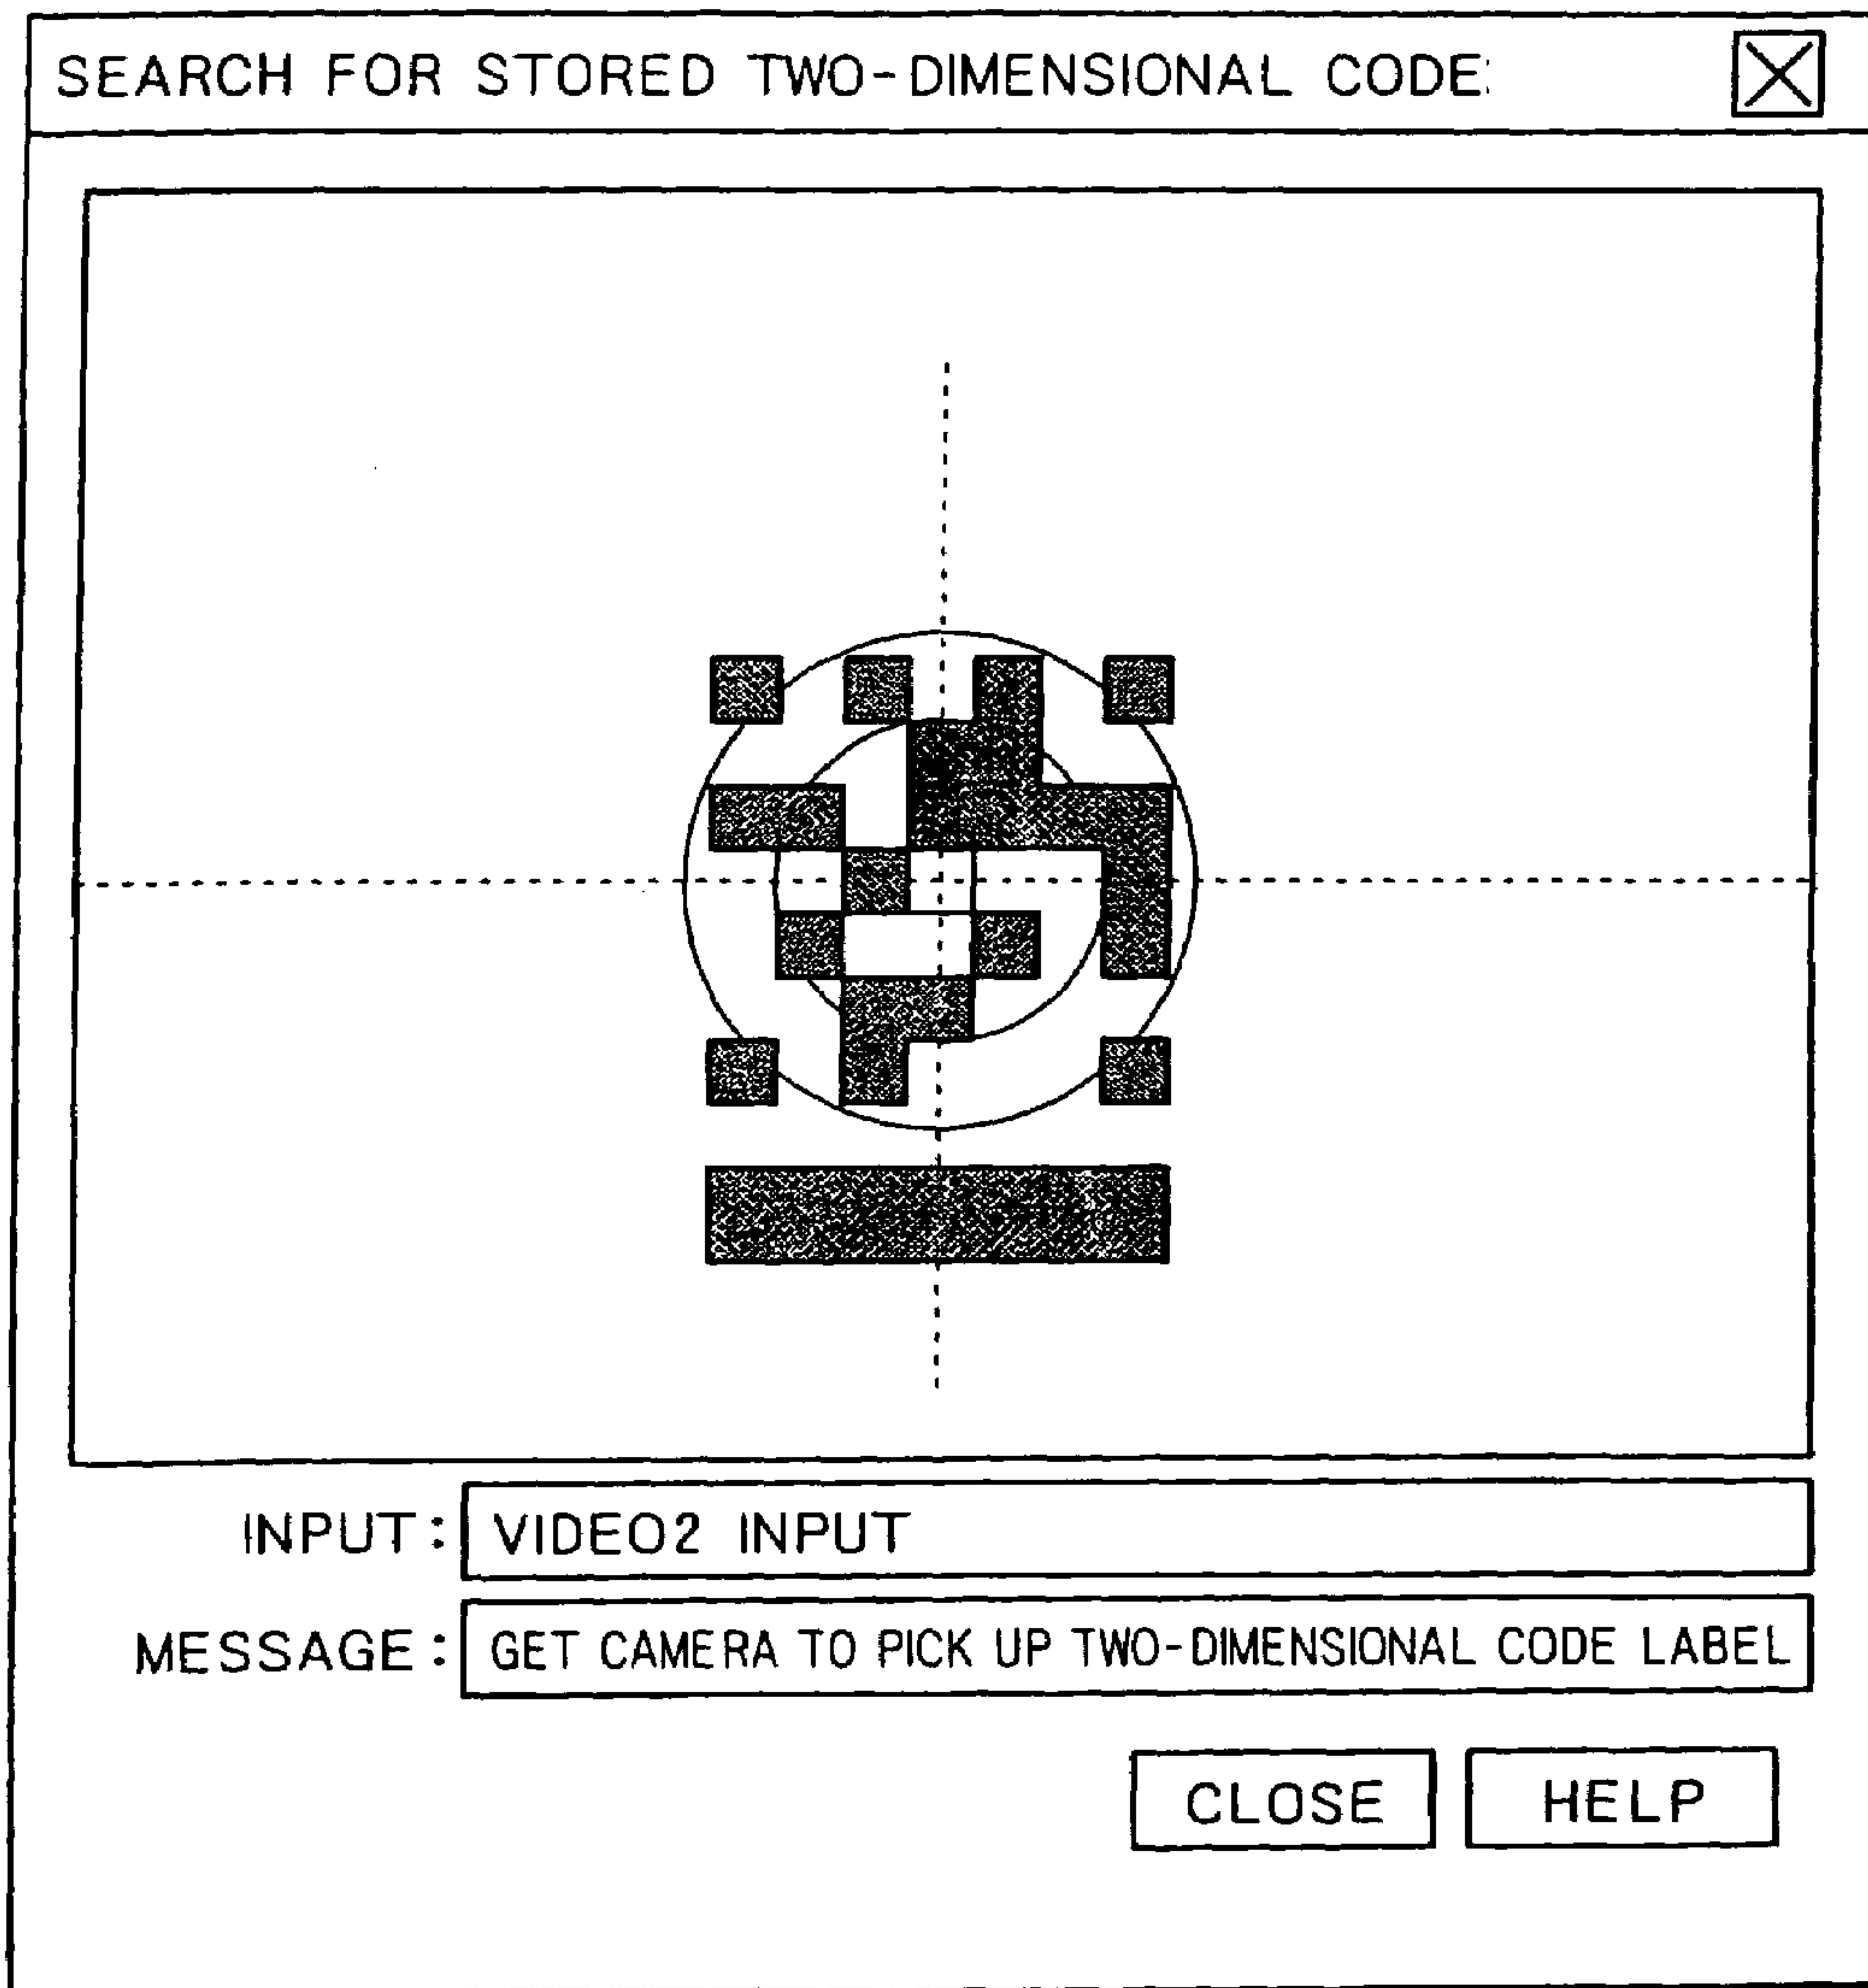 SEARCH FOR STORED TWO-DIMENSIONAL CODE
INPUT: VIDEO2 INPUT
MESSAGE: GET CAMERA TO PICK UP TWO-DIMENSIONAL CODE LABEL
CLOSE HELP